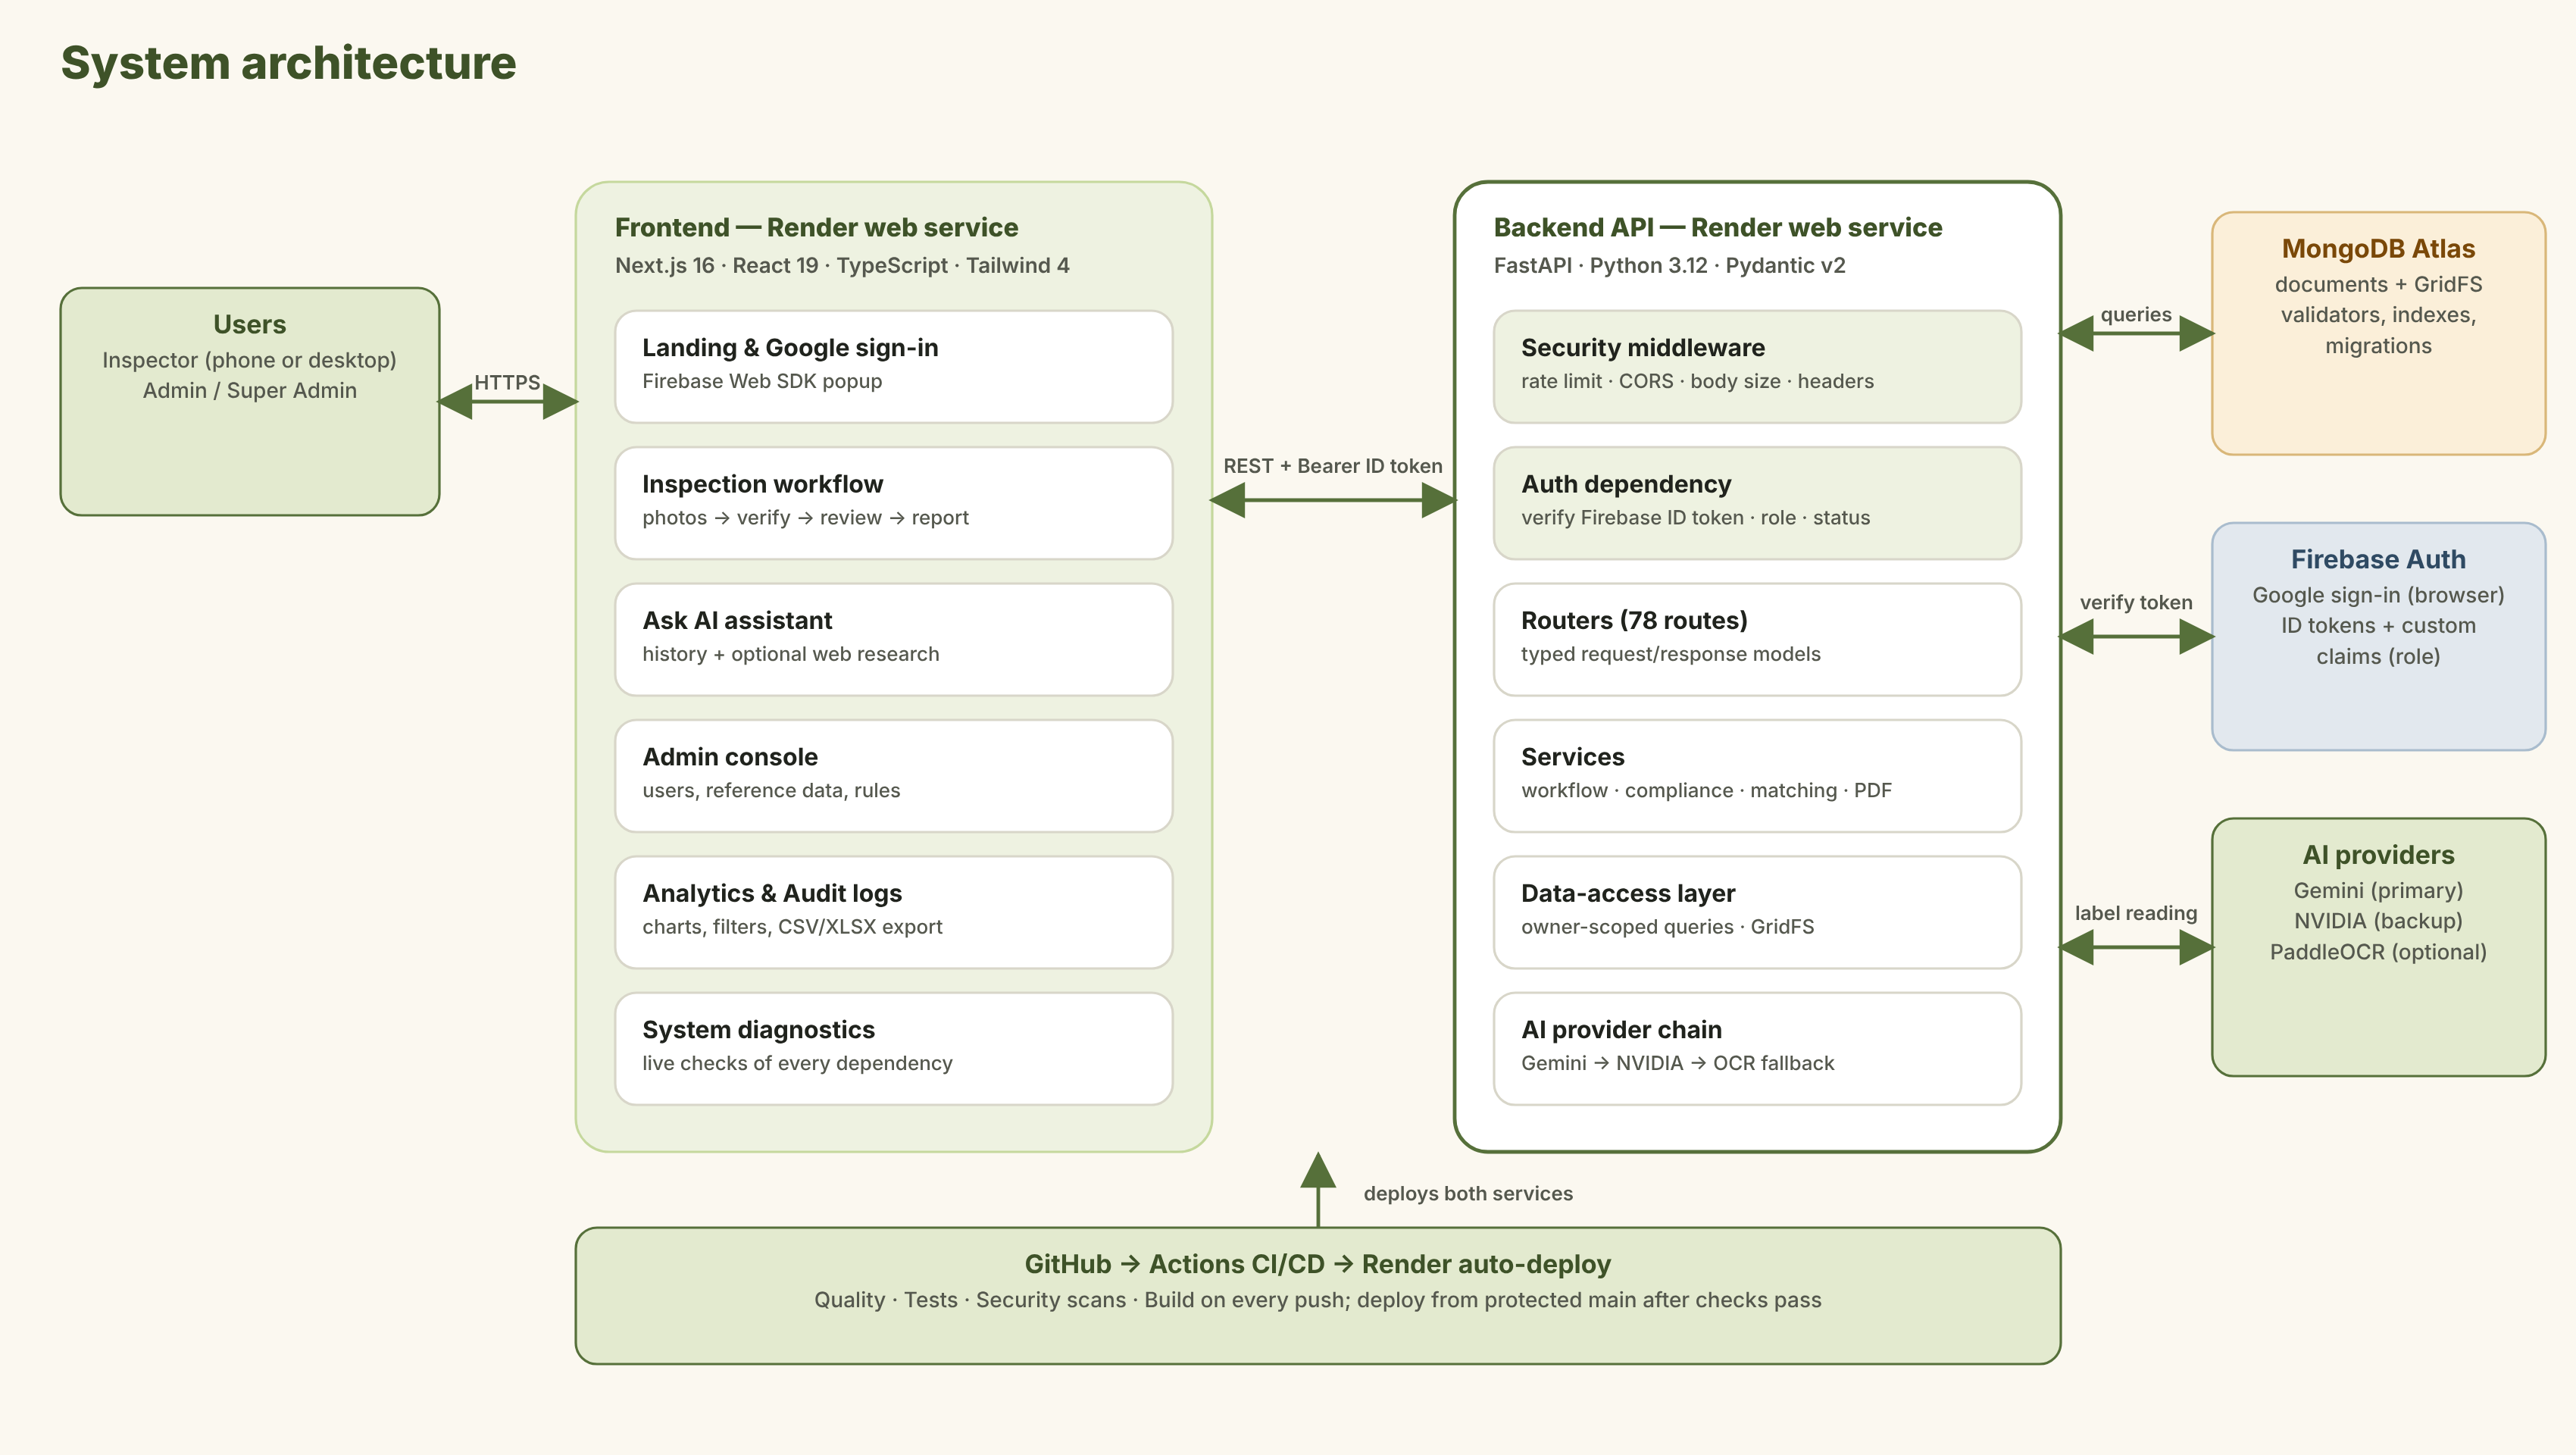 System architecture
Users
Inspector (phone or desktop)
Admin / Super Admin
HTTPS
Frontend — Render web service
Next.js 16 · React 19 · TypeScript · Tailwind 4
Landing & Google sign-in
Firebase Web SDK popup
Inspection workflow
photos → verify → review → report
Ask AI assistant
history + optional web research
Admin console
users, reference data, rules
Analytics & Audit logs
charts, filters, CSV/XLSX export
System diagnostics
live checks of every dependency
REST + Bearer ID token
Backend API — Render web service
FastAPI · Python 3.12 · Pydantic v2
Security middleware
rate limit · CORS · body size · headers
Auth dependency
verify Firebase ID token · role · status
Routers (78 routes)
typed request/response models
Services
workflow · compliance · matching · PDF
Data-access layer
owner-scoped queries · GridFS
AI provider chain
Gemini → NVIDIA → OCR fallback
queries
MongoDB Atlas
documents + GridFS
validators, indexes,
migrations
verify token
Firebase Auth
Google sign-in (browser)
ID tokens + custom
claims (role)
label reading
AI providers
Gemini (primary)
NVIDIA (backup)
PaddleOCR (optional)
deploys both services
GitHub → Actions CI/CD → Render auto-deploy
Quality · Tests · Security scans · Build on every push; deploy from protected main after checks pass